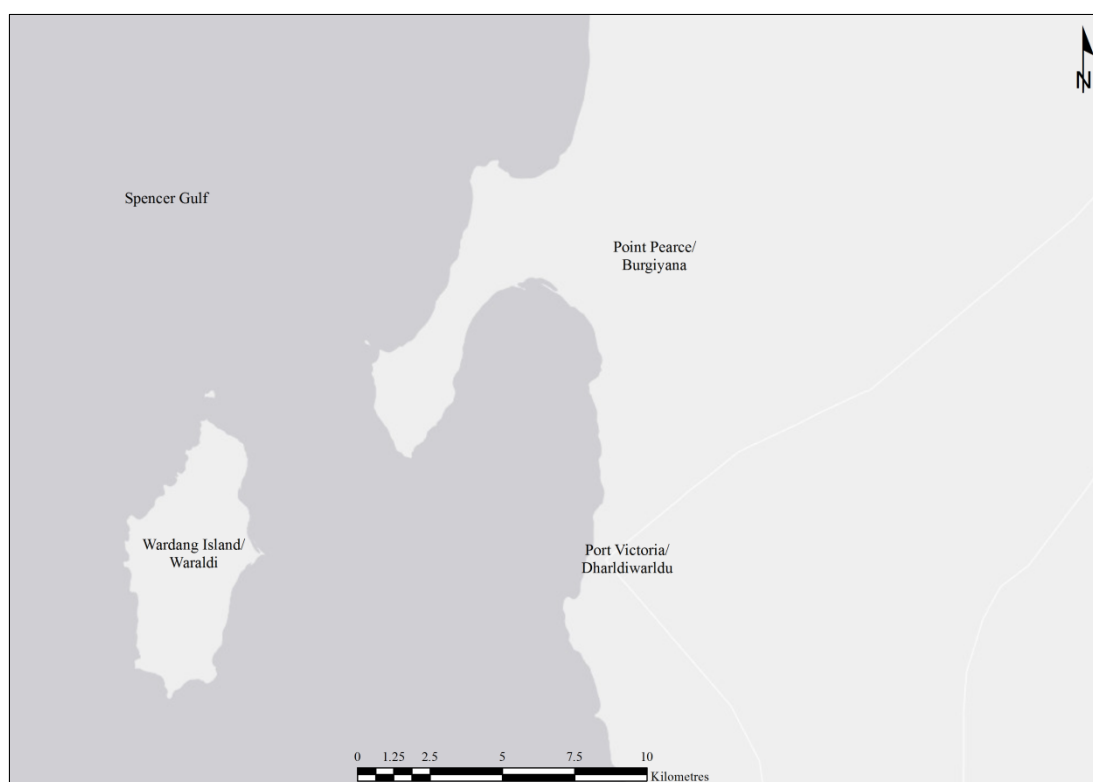 N
Spencer Gulf
Point Pearce/
Burgiyana
Wardang Island/
Waraldi
Port Victoria/
Dharldiwarldu
0 1.25 2.5 5 7.5 10
Kilometres